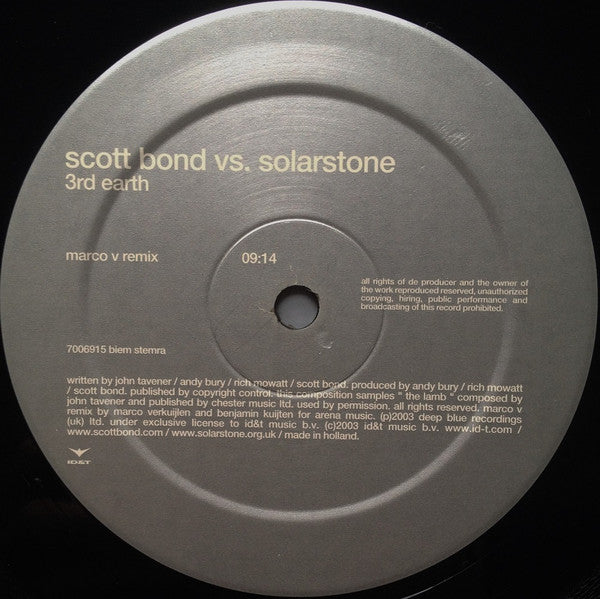 scott bond vs. solarstone
3rd earth
marco v remix 09:14
all rights of de producer and the owner of
the work reproduced reserved, unauthorized
copying, hiring, public performance and
broadcasting of this record prohibited.
7006915 biem stemra
written by john tavener / andy bury / rich mowatt / scott bond. produced by andy bury / rich mowatt
/ scott bond. published by copyright control. this composition samples " the lamb " composed by
john tavener and published by chester music ltd. used by permission. all rights reserved. marco v
remix by marco verkuijlen and benjamin kuijten for arena music. (p)2003 deep blue recordings
(uk) ltd. under exclusive license to id&t music b.v. (c)2003 id&t music b.v. www.id-t.com /
www.scottbond.com / www.solarstone.org.uk / made in holland.
ID&T